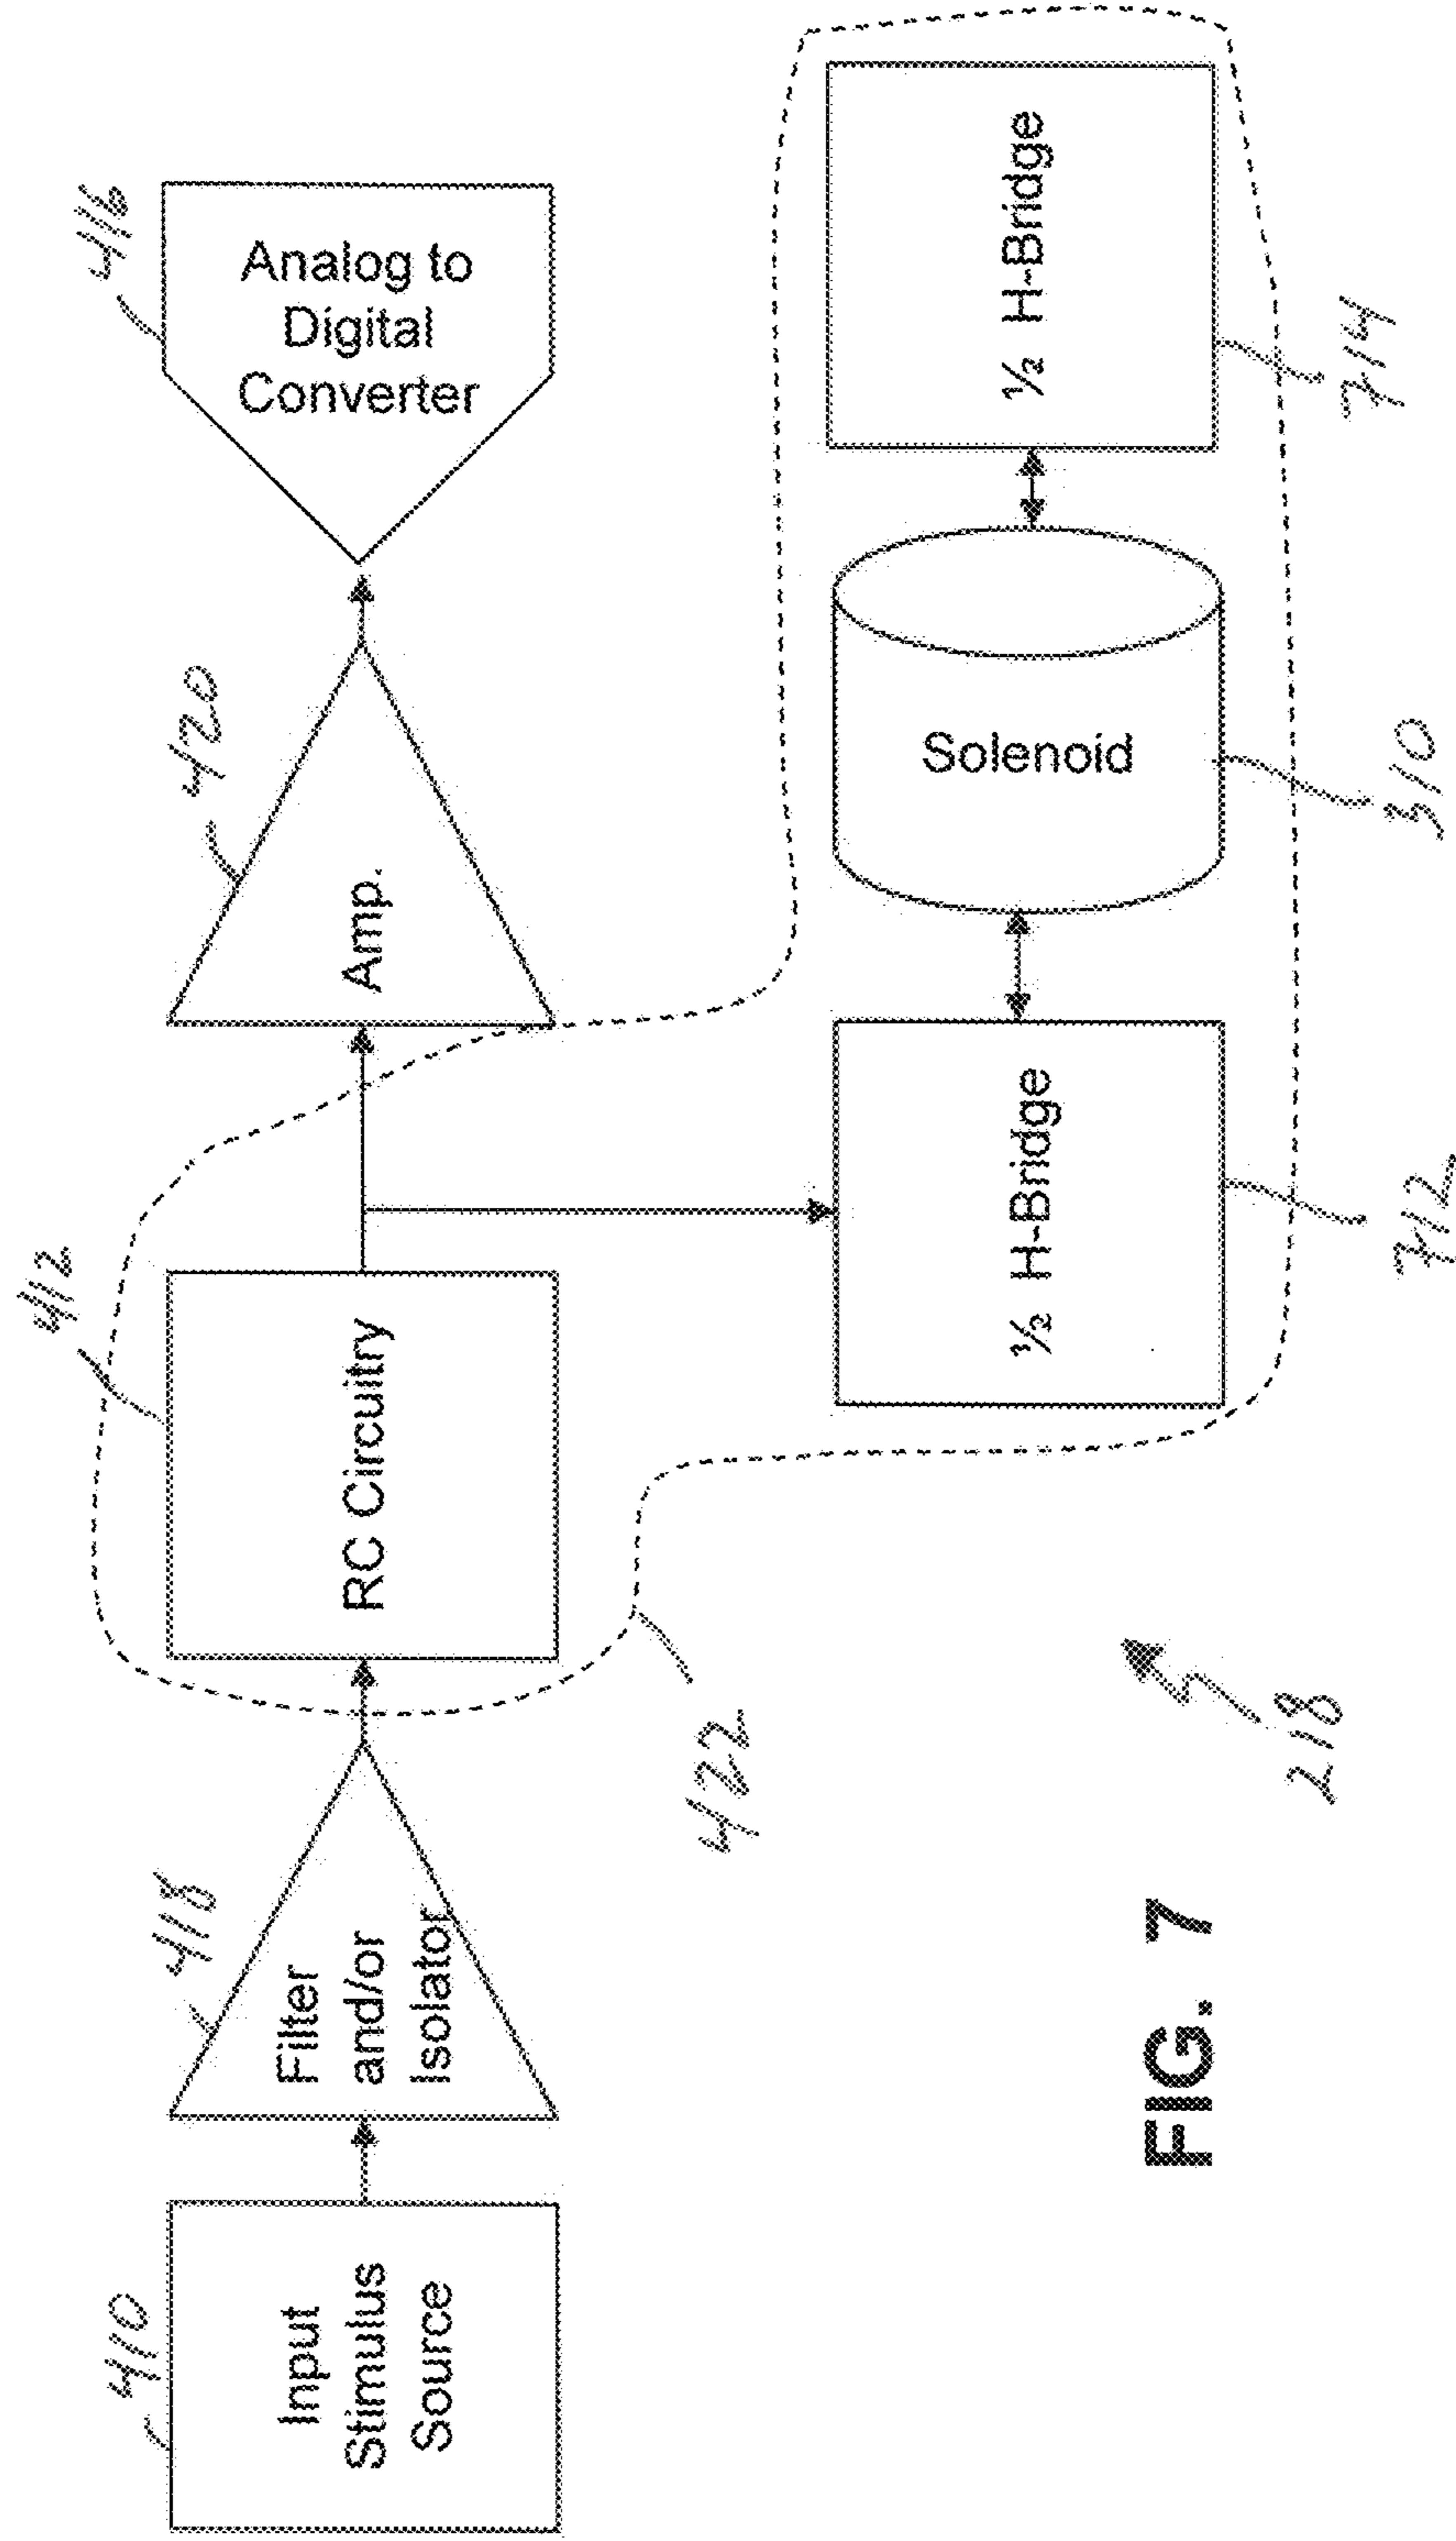 410
Input
Stimulus
Source
418
Filter
and/or
Isolator
412
RC Circuitry
420
Amp.
416
Analog to
Digital
Converter
422
½ H-Bridge
712
Solenoid
310
½ H-Bridge
714
218
FIG. 7